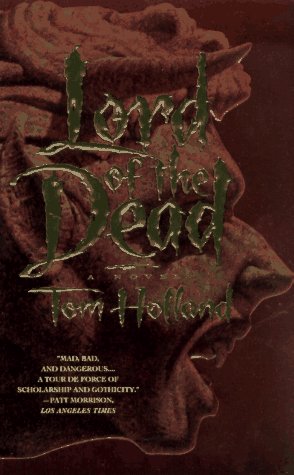 Lord
of the
Dead
A NOVEL
Tom Holland
"MAD, BAD,
AND DANGEROUS....
A TOUR DE FORCE OF
SCHOLARSHIP AND GOTHICITY."
—PATT MORRISON,
LOS ANGELES TIMES